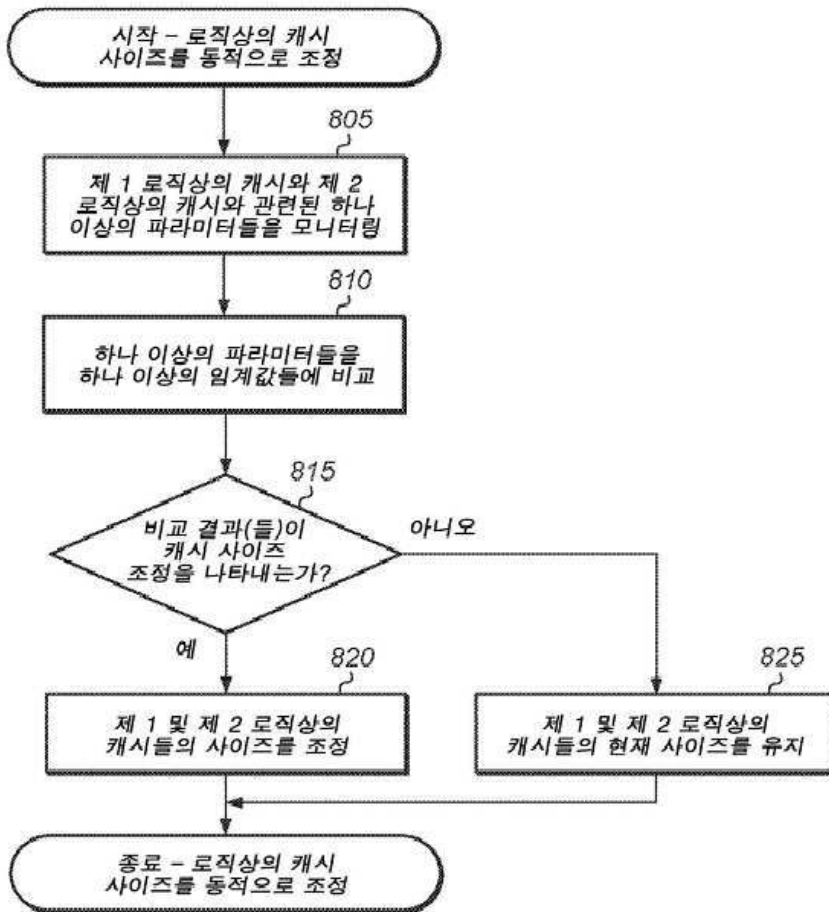 시작 – 로직상의 캐시
사이즈를 동적으로 조정
805
제 1 로직상의 캐시와 제 2
로직상의 캐시와 관련된 하나
이상의 파라미터들을 모니터링
810
하나 이상의 파라미터들을
하나 이상의 임계값들에 비교
815
비교 결과(들)이
캐시 사이즈
조정을 나타내는가?
아니오
예
820
제 1 및 제 2 로직상의
캐시들의 사이즈를 조정
825
제 1 및 제 2 로직상의
캐시들의 현재 사이즈를 유지
종료 – 로직상의 캐시
사이즈를 동적으로 조정